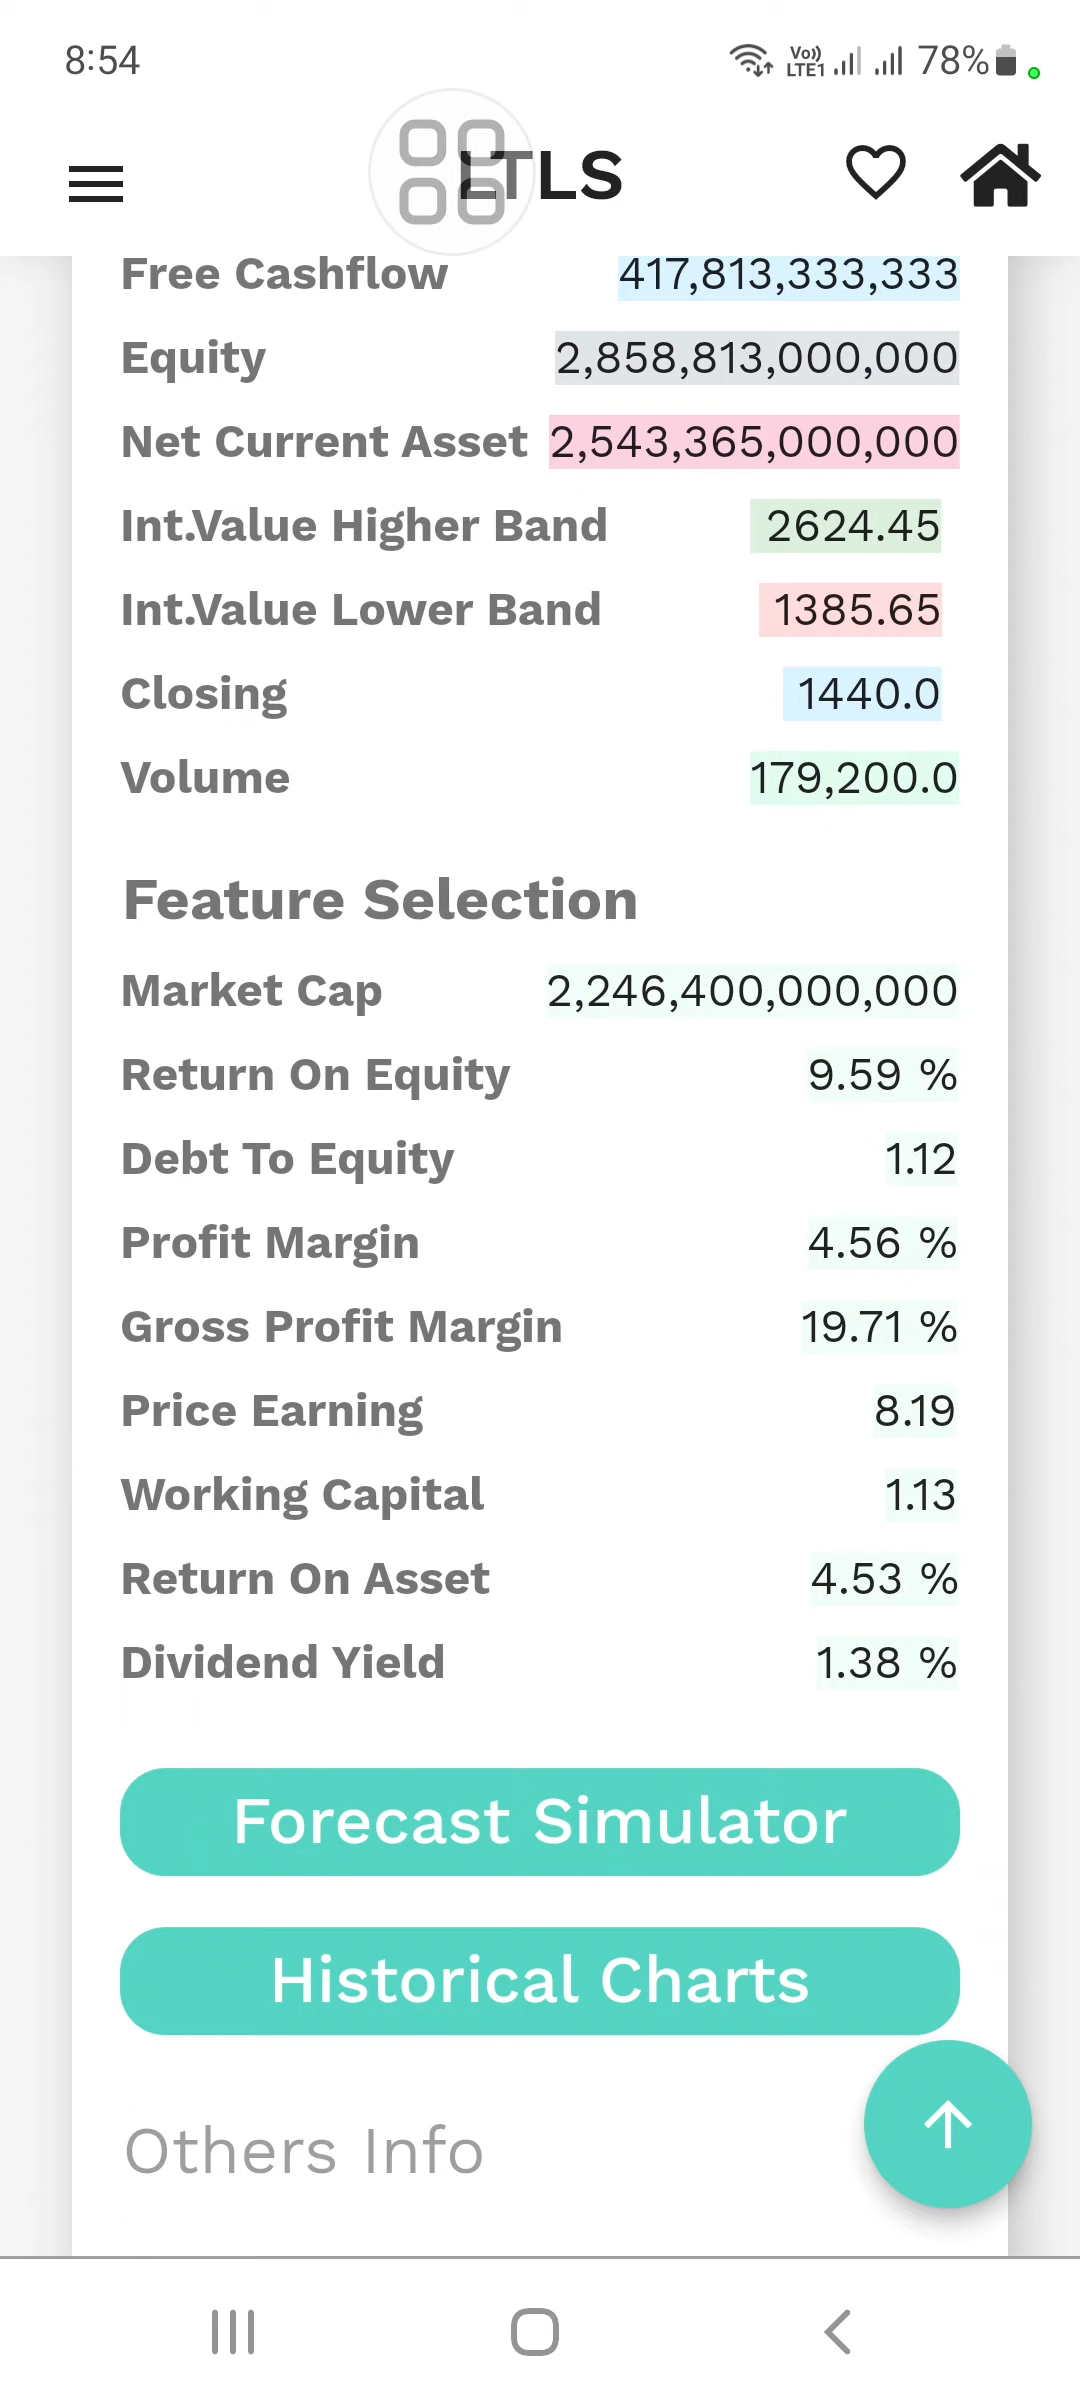 8:54
Vo)) LTE1 78%
LTLS
Free Cashflow 417,813,333,333
Equity 2,858,813,000,000
Net Current Asset 2,543,365,000,000
Int.Value Higher Band 2624.45
Int.Value Lower Band 1385.65
Closing 1440.0
Volume 179,200.0
Feature Selection
Market Cap 2,246,400,000,000
Return On Equity 9.59 %
Debt To Equity 1.12
Profit Margin 4.56 %
Gross Profit Margin 19.71 %
Price Earning 8.19
Working Capital 1.13
Return On Asset 4.53 %
Dividend Yield 1.38 %
Forecast Simulator
Historical Charts
Others Info